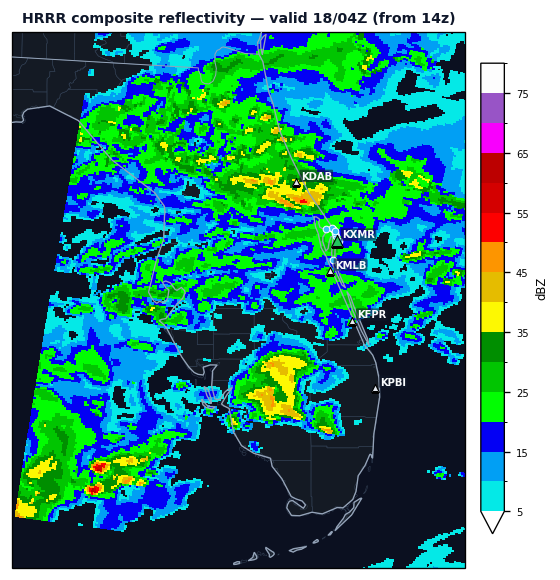 HRRR composite reflectivity — valid 18/04Z (from 14z)
KDAB
KXMR
KMLB
KFPR
KPBI
75
65
55
45
35
25
15
5
dBZ